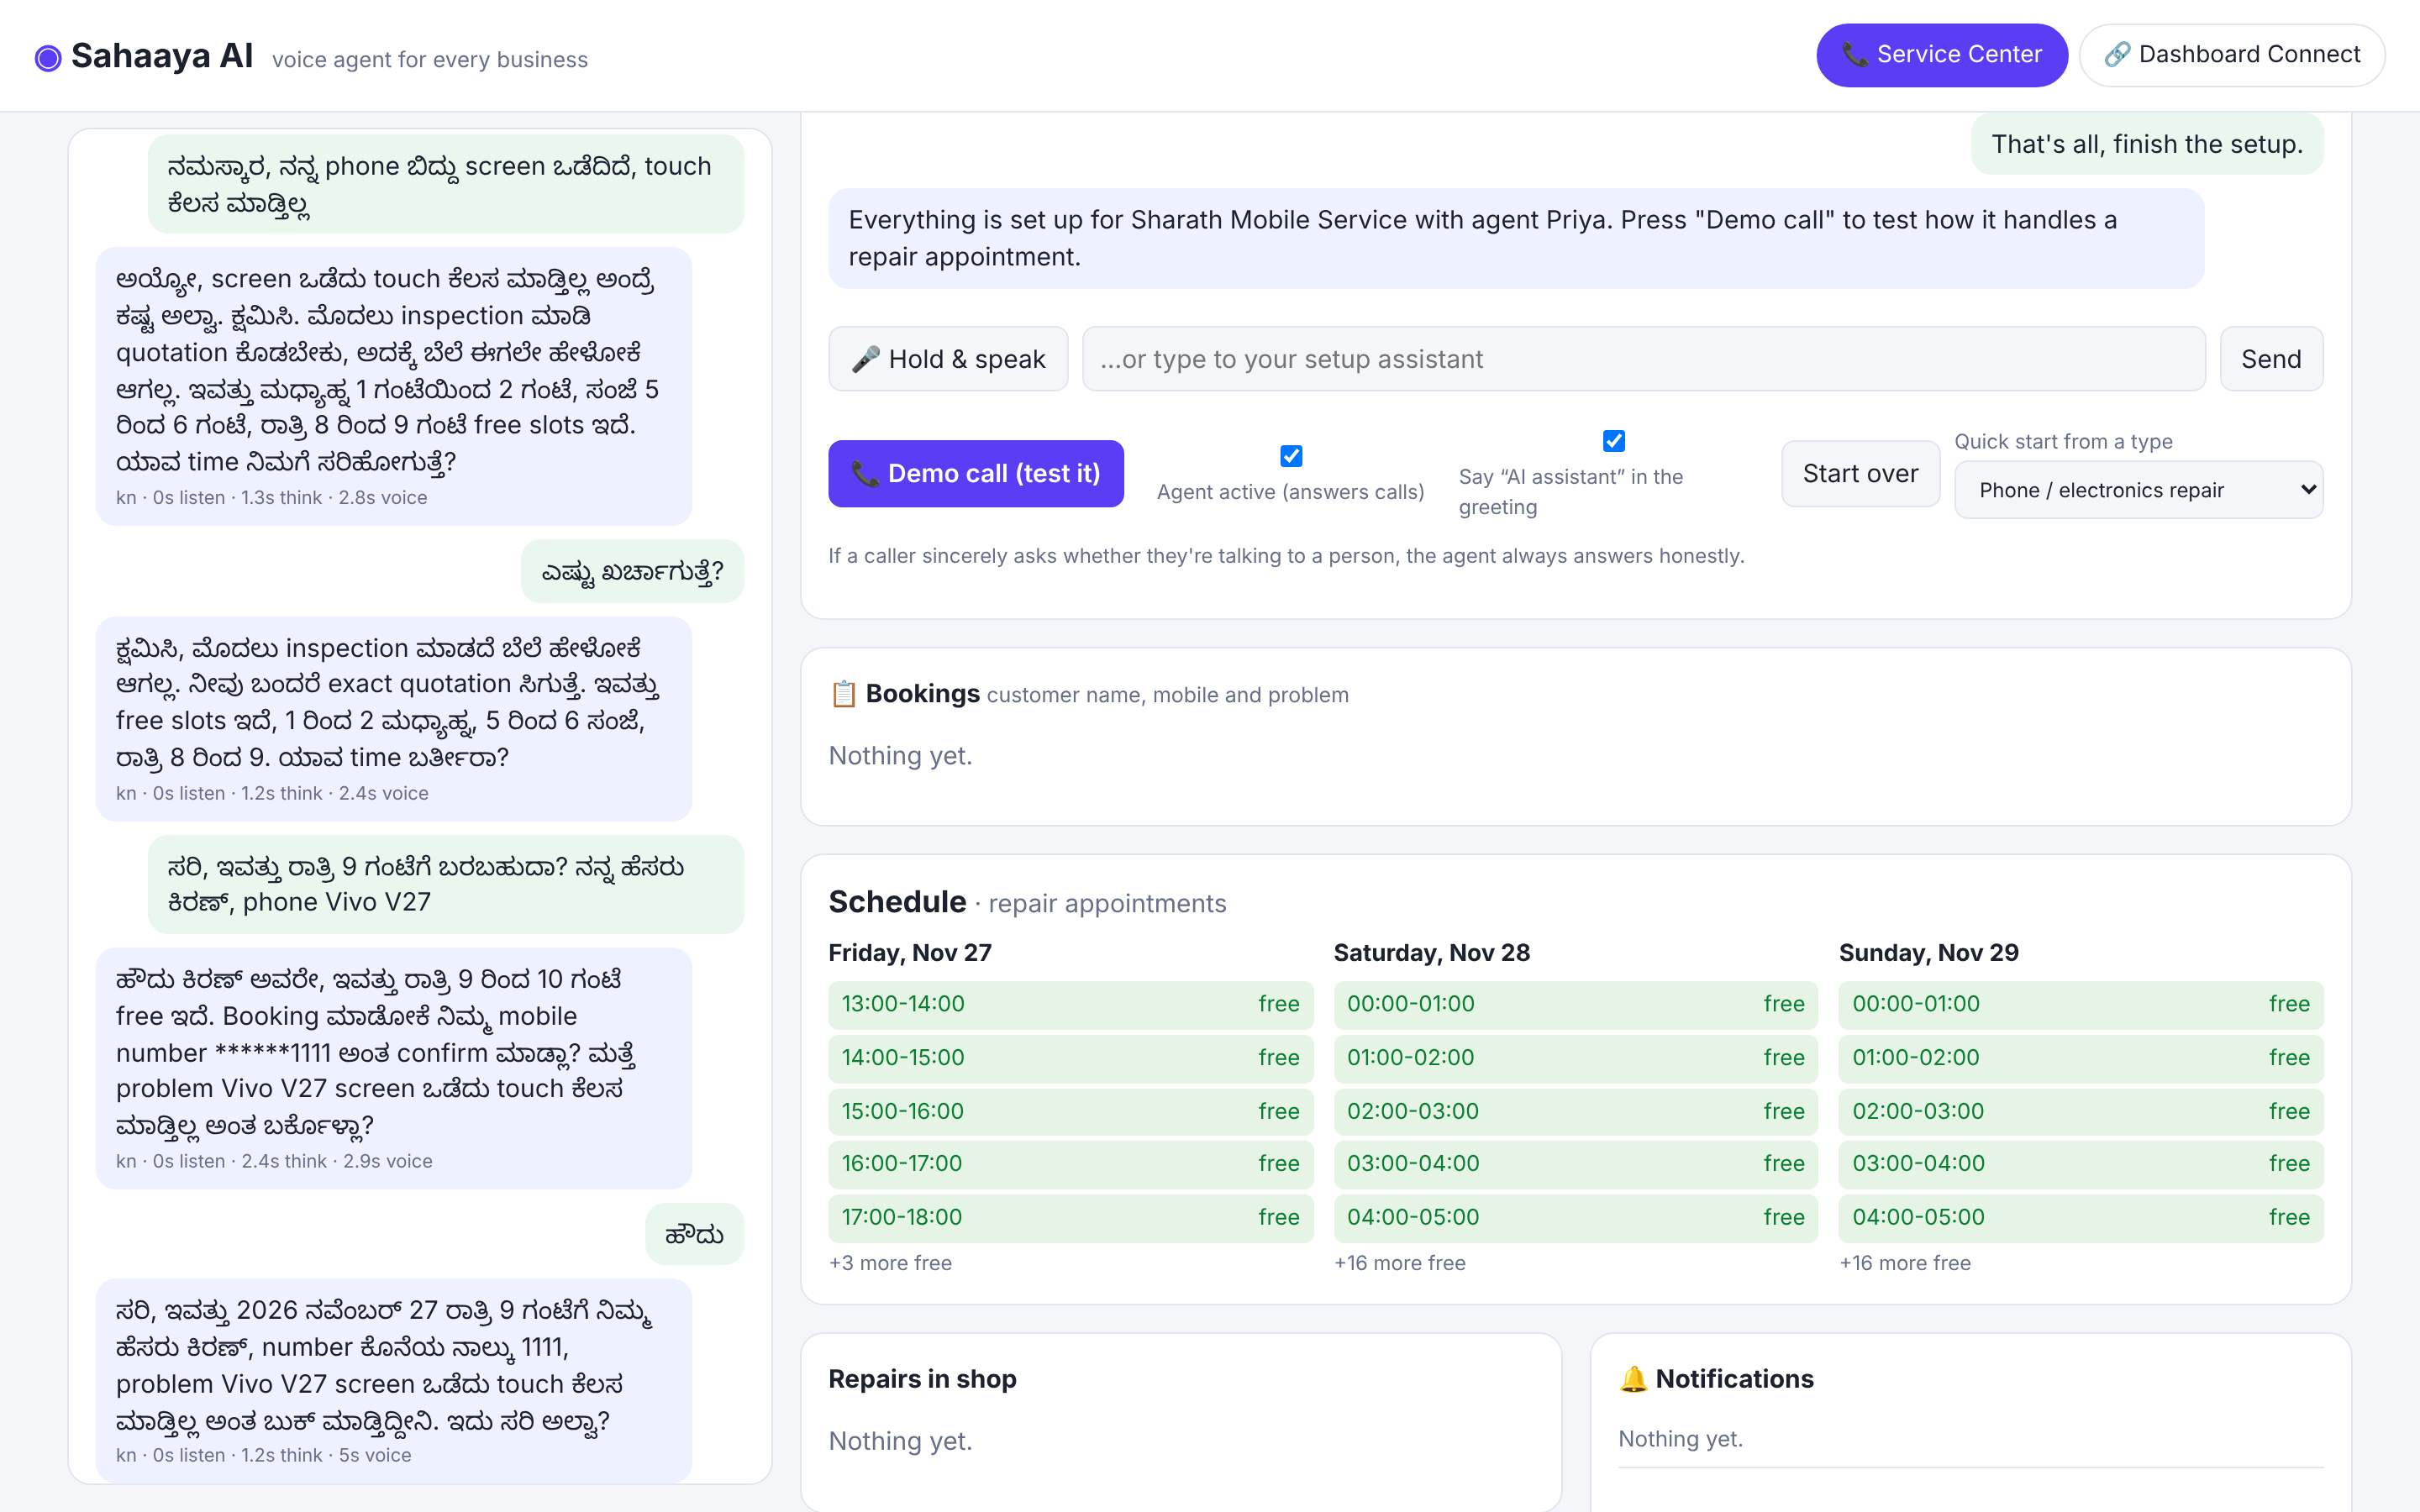 Sahaaya AI voice agent for every business
📞 Service Center
🔗 Dashboard Connect
ನಮಸ್ಕಾರ, ನನ್ನ phone ಬಿದ್ದು screen ಒಡೆದಿದೆ, touch
ಕೆಲಸ ಮಾಡ್ತಿಲ್ಲ
ಅಯ್ಯೋ, screen ಒಡೆದು touch ಕೆಲಸ ಮಾಡ್ತಿಲ್ಲ ಅಂದ್ರೆ
ಕಷ್ಟ ಅಲ್ವಾ. ಕ್ಷಮಿಸಿ. ಮೊದಲು inspection ಮಾಡಿ
quotation ಕೊಡಬೇಕು, ಅದಕ್ಕೆ ಬೆಲೆ ಈಗಲೇ ಹೇಳೋಕೆ
ಆಗಲ್ಲ. ಇವತ್ತು ಮಧ್ಯಾಹ್ನ 1 ಗಂಟೆಯಿಂದ 2 ಗಂಟೆ, ಸಂಜೆ 5
ರಿಂದ 6 ಗಂಟೆ, ರಾತ್ರಿ 8 ರಿಂದ 9 ಗಂಟೆ free slots ಇದೆ.
ಯಾವ time ನಿಮಗೆ ಸರಿಹೋಗುತ್ತೆ?
kn · 0s listen · 1.3s think · 2.8s voice
ಎಷ್ಟು ಖರ್ಚಾಗುತ್ತೆ?
ಕ್ಷಮಿಸಿ, ಮೊದಲು inspection ಮಾಡದೆ ಬೆಲೆ ಹೇಳೋಕೆ
ಆಗಲ್ಲ. ನೀವು ಬಂದರೆ exact quotation ಸಿಗುತ್ತೆ. ಇವತ್ತು
free slots ಇದೆ, 1 ರಿಂದ 2 ಮಧ್ಯಾಹ್ನ, 5 ರಿಂದ 6 ಸಂಜೆ,
ರಾತ್ರಿ 8 ರಿಂದ 9. ಯಾವ time ಬರ್ತೀರಾ?
kn · 0s listen · 1.2s think · 2.4s voice
ಸರಿ, ಇವತ್ತು ರಾತ್ರಿ 9 ಗಂಟೆಗೆ ಬರಬಹುದಾ? ನನ್ನ ಹೆಸರು
ಕಿರಣ್, phone Vivo V27
ಹೌದು ಕಿರಣ್ ಅವರೇ, ಇವತ್ತು ರಾತ್ರಿ 9 ರಿಂದ 10 ಗಂಟೆ
free ಇದೆ. Booking ಮಾಡೋಕೆ ನಿಮ್ಮ mobile
number ******1111 ಅಂತ confirm ಮಾಡ್ಲಾ? ಮತ್ತೆ
problem Vivo V27 screen ಒಡೆದು touch ಕೆಲಸ
ಮಾಡ್ತಿಲ್ಲ ಅಂತ ಬರ್ಕೊಳ್ಲಾ?
kn · 0s listen · 2.4s think · 2.9s voice
ಹೌದು
ಸರಿ, ಇವತ್ತು 2026 ನವೆಂಬರ್ 27 ರಾತ್ರಿ 9 ಗಂಟೆಗೆ ನಿಮ್ಮ
ಹೆಸರು ಕಿರಣ್, number ಕೊನೆಯ ನಾಲ್ಕು 1111,
problem Vivo V27 screen ಒಡೆದು touch ಕೆಲಸ
ಮಾಡ್ತಿಲ್ಲ ಅಂತ ಬುಕ್ ಮಾಡ್ತಿದ್ದೀನಿ. ಇದು ಸರಿ ಅಲ್ವಾ?
kn · 0s listen · 1.2s think · 5s voice
That's all, finish the setup.
Everything is set up for Sharath Mobile Service with agent Priya. Press "Demo call" to test how it handles a
repair appointment.
🎤 Hold & speak
...or type to your setup assistant
Send
📞 Demo call (test it)
Agent active (answers calls)
Say “AI assistant” in the
greeting
Start over
Quick start from a type
Phone / electronics repair
If a caller sincerely asks whether they're talking to a person, the agent always answers honestly.
📋 Bookings customer name, mobile and problem
Nothing yet.
Schedule · repair appointments
Friday, Nov 27
13:00-14:00 free
14:00-15:00 free
15:00-16:00 free
16:00-17:00 free
17:00-18:00 free
+3 more free
Saturday, Nov 28
00:00-01:00 free
01:00-02:00 free
02:00-03:00 free
03:00-04:00 free
04:00-05:00 free
+16 more free
Sunday, Nov 29
00:00-01:00 free
01:00-02:00 free
02:00-03:00 free
03:00-04:00 free
04:00-05:00 free
+16 more free
Repairs in shop
Nothing yet.
🔔 Notifications
Nothing yet.